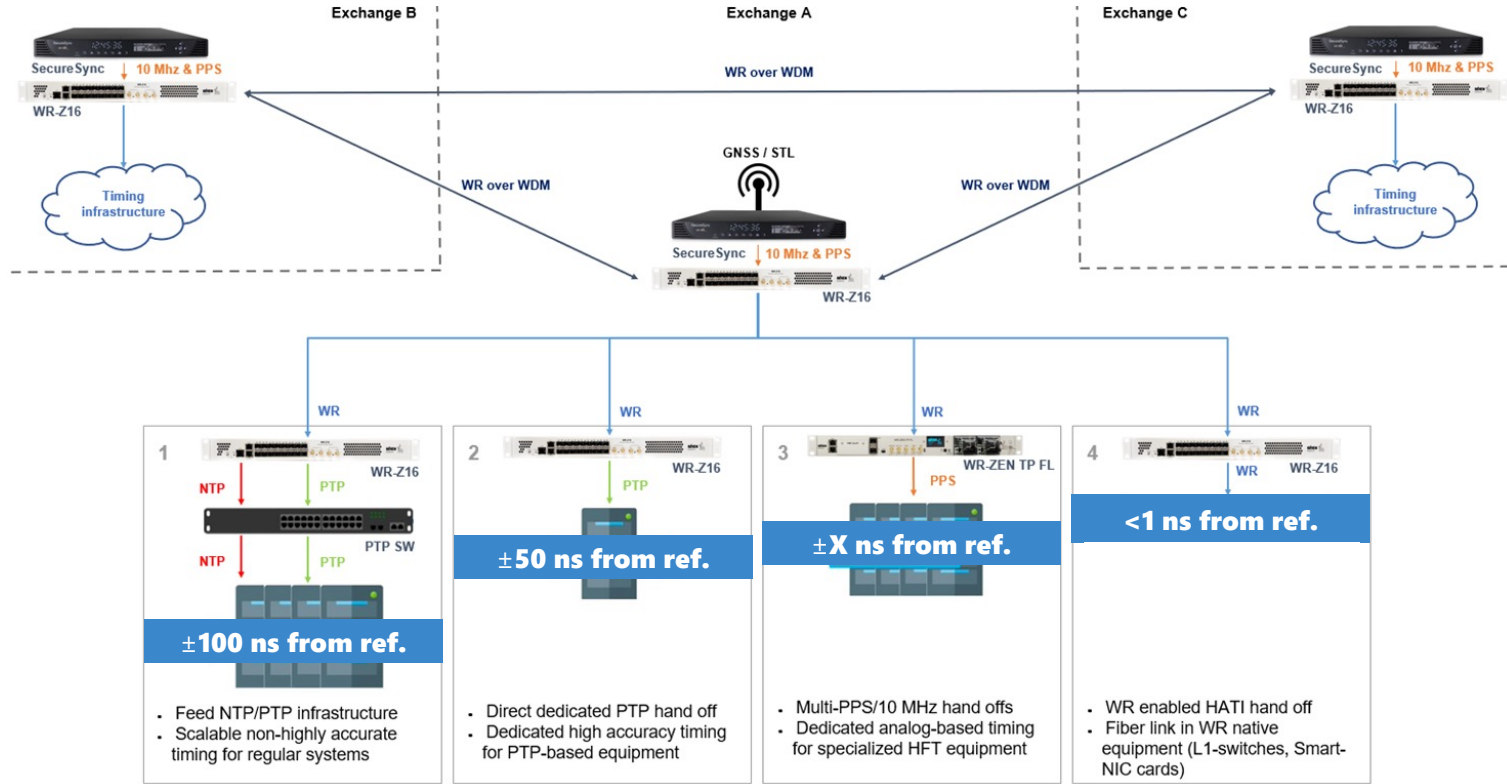 Exchange B
Exchange A
Exchange C
SecureSync
10 Mhz & PPS
WR-Z16
Timing
infrastructure
WR over WDM
SecureSync
10 Mhz & PPS
WR-Z16
Timing
infrastructure
WR over WDM
WR over WDM
GNSS / STL
SecureSync
10 Mhz & PPS
WR-Z16
WR
WR
WR
WR
1
WR-Z16
NTP
PTP
PTP SW
NTP
PTP
±100 ns from ref.
• Feed NTP/PTP infrastructure
• Scalable non-highly accurate
timing for regular systems
2
WR-Z16
PTP
±50 ns from ref.
• Direct dedicated PTP hand off
• Dedicated high accuracy timing
for PTP-based equipment
3
WR-ZEN TP FL
PPS
±X ns from ref.
• Multi-PPS/10 MHz hand offs
• Dedicated analog-based timing
for specialized HFT equipment
4
WR-Z16
WR
<1 ns from ref.
• WR enabled HATI hand off
• Fiber link in WR native
equipment (L1-switches, Smart-
NIC cards)